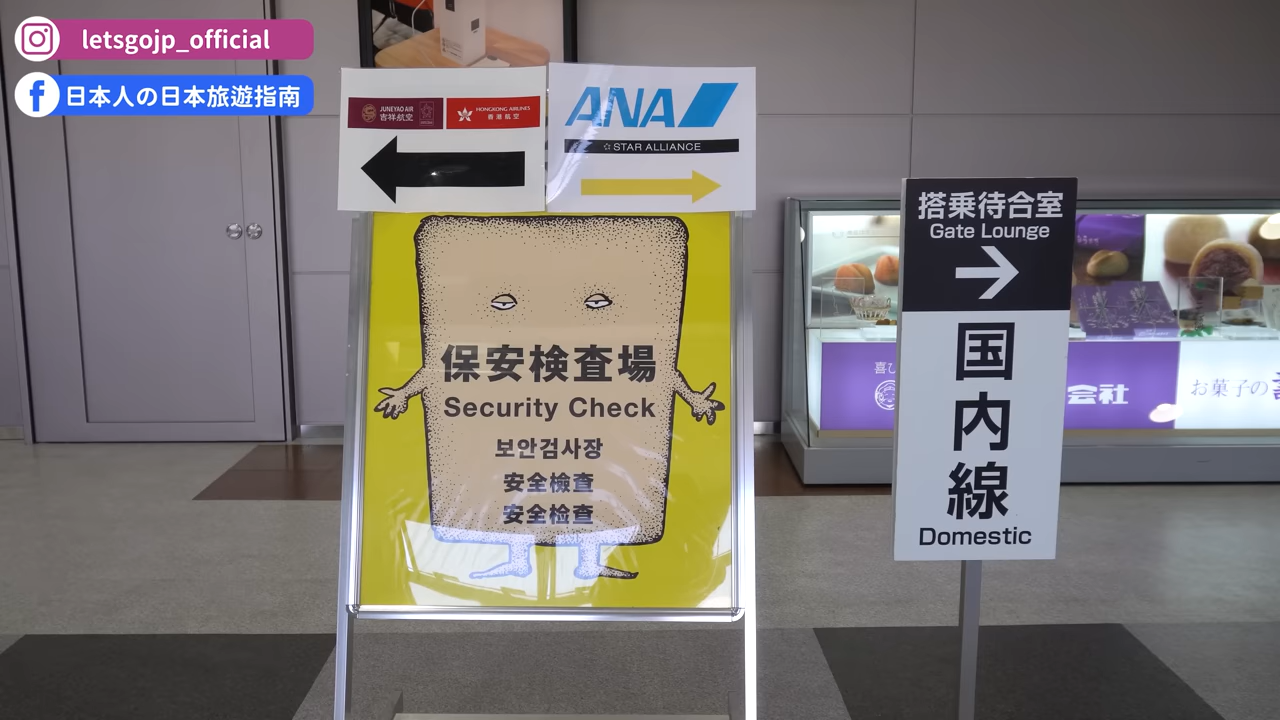 letsgojp_official
日本人の日本旅遊指南
JUNEYAO AIR
吉祥航空
HONGKONG AIRLINES
香港航空
ANA
STAR ALLIANCE
保安検査場
Security Check
보안검사장
安全檢查
安全检查
搭乗待合室
Gate Lounge
国内線
Domestic
喜び
会社
お菓子の